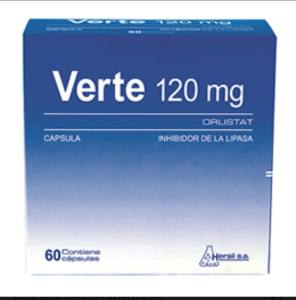 Verte 120 mg
ORLISTAT
CAPSULA INHIBIDOR DE LA LIPASA
60 Contiene cápsulas
Hersil s.a.